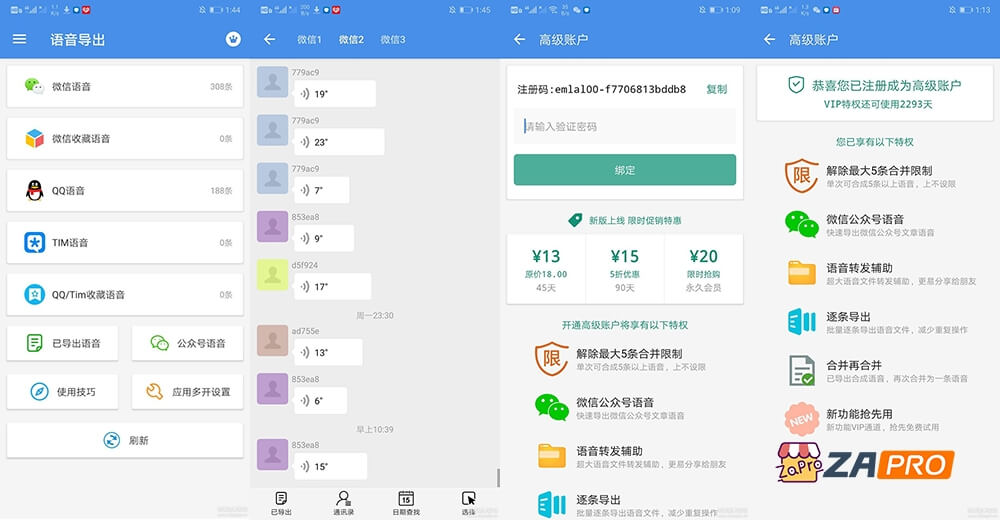 1:44
语音导出
微信语音
308条
微信收藏语音
0条
QQ语音
188条
TIM语音
0条
QQ/Tim收藏语音
0条
已导出语音
公众号语音
使用技巧
应用多开设置
刷新
1:45
微信1 微信2 微信3
779ac9
19"
779ac9
23"
779ac9
7"
853ea8
9"
d5f924
17"
周一23:30
ad755e
13"
853ea8
6"
早上10:39
853ea8
15"
已导出
通讯录
15
日期查找
选择
1:09
高级账户
注册码:emlal00-f7706813bddb8 复制
请输入验证密码
绑定
新版上线 限时促销特惠
¥13 ¥15 ¥20
原价18.00 5折优惠 限时抢购
45天 90天 永久会员
开通高级账户将享有以下特权
限
解除最大5条合并限制
单次可合成5条以上语音，上不设限
微信公众号语音
快速导出微信公众号文章语音
语音转发辅助
超大语音文件转发辅助，更易分享给朋友
逐条导出
批量逐条导出语音文件，减少重复操作
1:13
高级账户
恭喜您已注册成为高级账户
VIP特权还可使用2293天
您已享有以下特权
限
解除最大5条合并限制
单次可合成5条以上语音，上不设限
微信公众号语音
快速导出微信公众号文章语音
语音转发辅助
超大语音文件转发辅助，更易分享给朋友
逐条导出
批量逐条导出语音文件，减少重复操作
合并再合并
已导出合成语音，再次合并为一条语音
NEW
新功能抢先用
新功能VIP通道，抢先免费试用
ZaPro
ZAPRO